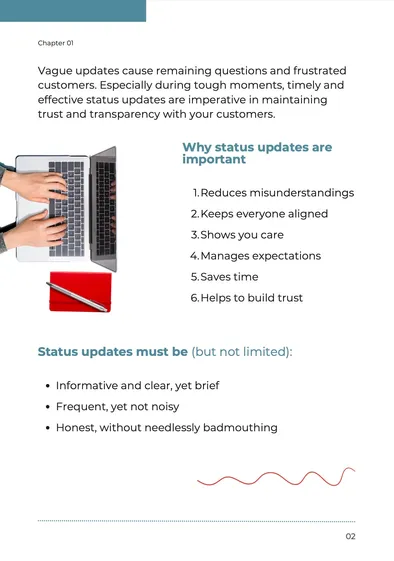 Chapter 01
Vague updates cause remaining questions and frustrated
customers. Especially during tough moments, timely and
effective status updates are imperative in maintaining
trust and transparency with your customers.
Why status updates are
important
1. Reduces misunderstandings
2. Keeps everyone aligned
3. Shows you care
4. Manages expectations
5. Saves time
6. Helps to build trust
Status updates must be (but not limited):
• Informative and clear, yet brief
• Frequent, yet not noisy
• Honest, without needlessly badmouthing
02